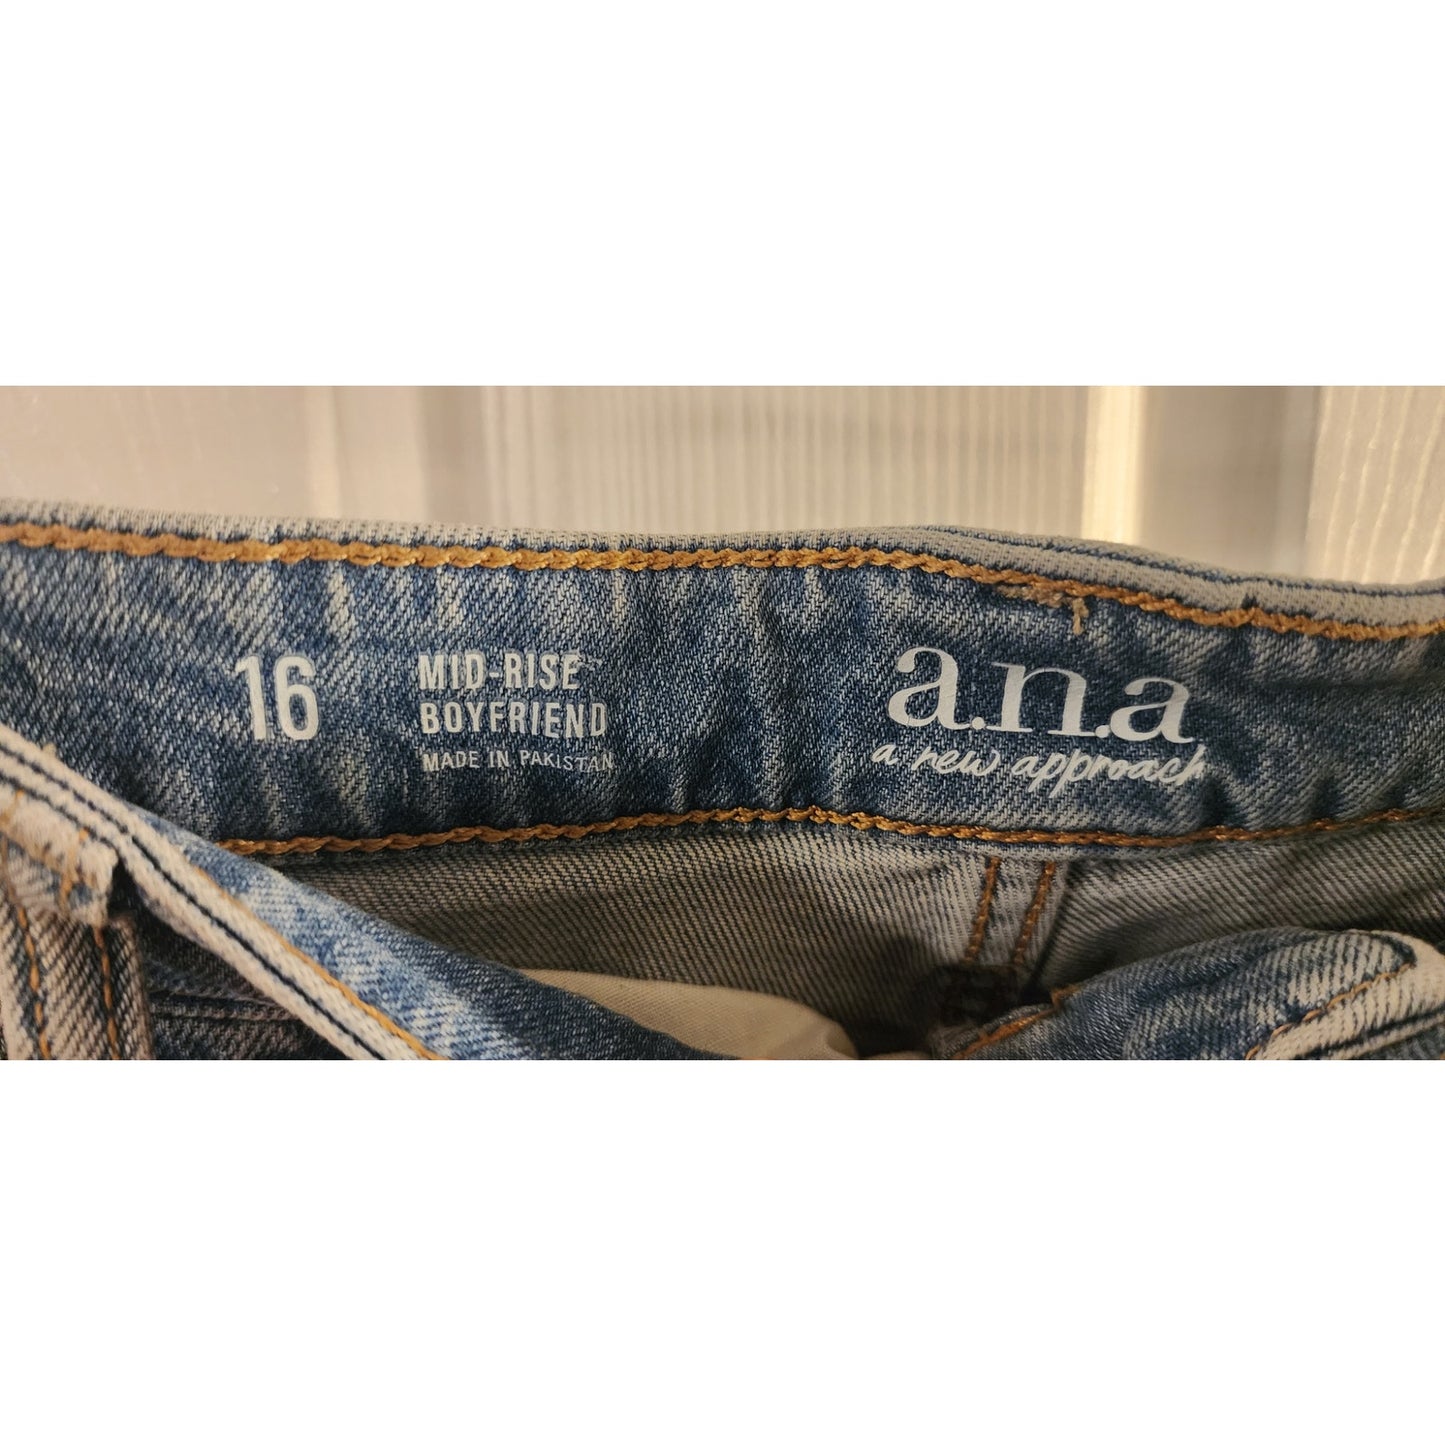 16
MID-RISE
BOYFRIEND
MADE IN PAKISTAN
a.n.a
a new approach